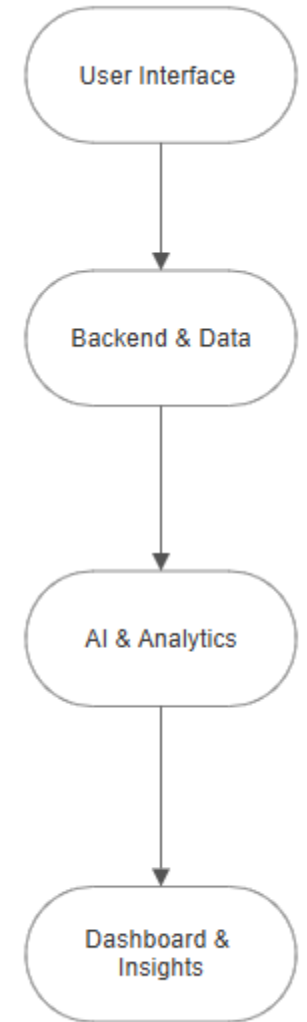 User Interface
Backend & Data
AI & Analytics
Dashboard &
Insights